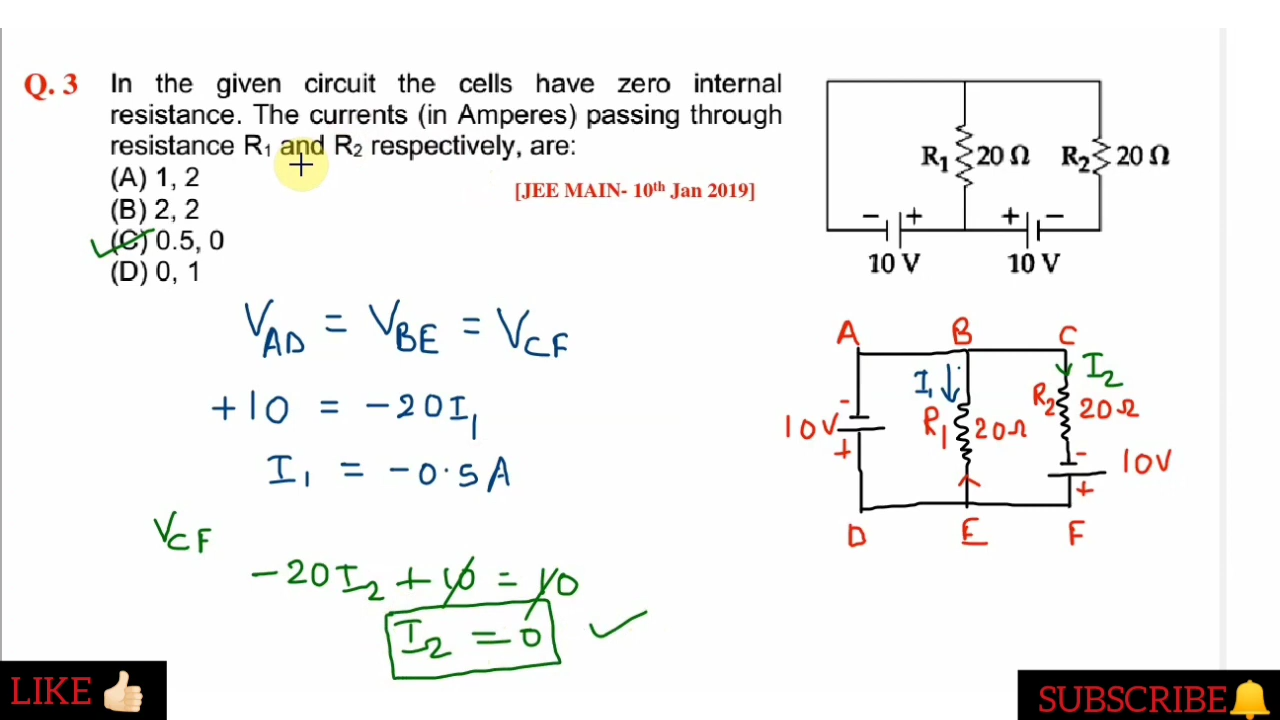 Q. 3 In the given circuit the cells have zero internal
resistance. The currents (in Amperes) passing through
resistance R₁ and R₂ respectively, are:
(A) 1, 2
[JEE MAIN- 10th Jan 2019]
(B) 2, 2
(C) 0.5, 0
(D) 0, 1
R₁ 20 Ω R₂ 20 Ω
− + + −
10 V 10 V
V_AD = V_BE = V_CF
+10 = -20I₁
I₁ = -0.5A
V_CF
-20I₂ + 10 = 10
I₂ = 0
A B C
I₁ I₂
R₁ 20Ω R₂ 20Ω
-
10V
+
-
10V
+
D E F
LIKE
SUBSCRIBE